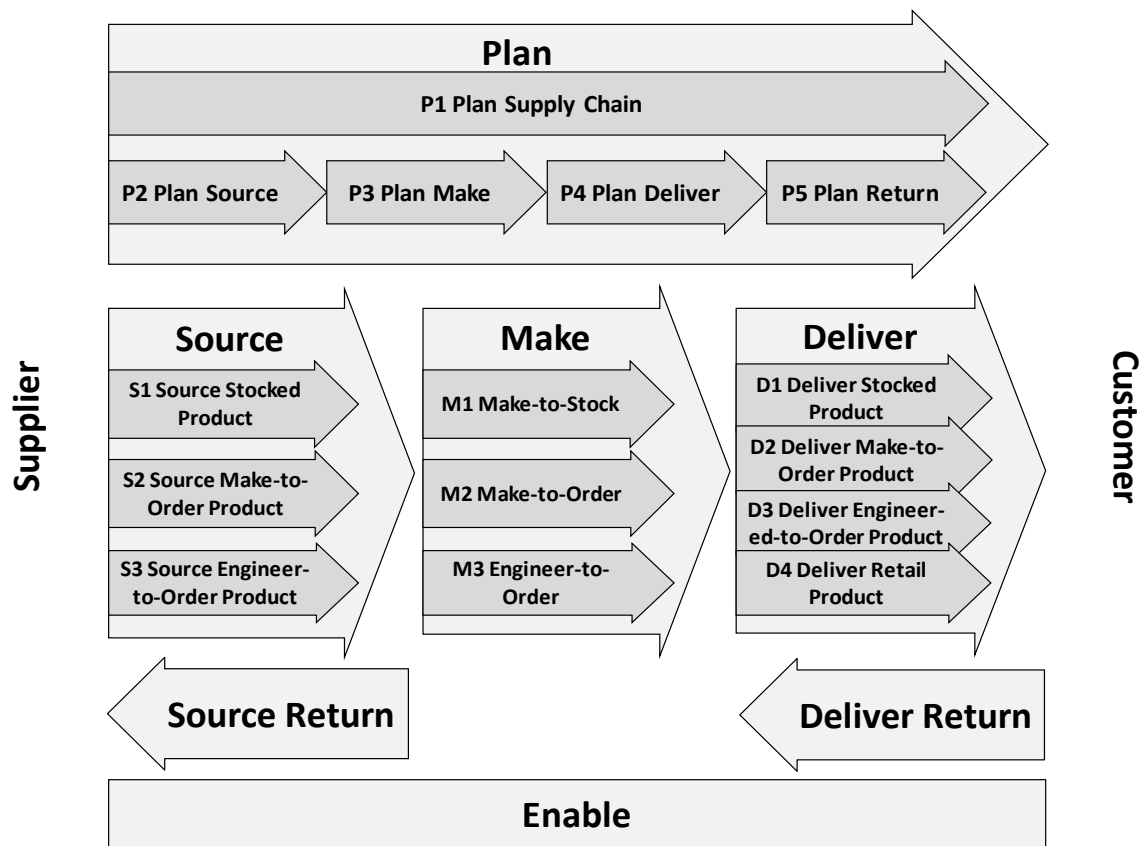 Plan
P1 Plan Supply Chain
P2 Plan Source
P3 Plan Make
P4 Plan Deliver
P5 Plan Return
Supplier
Source
S1 Source Stocked
Product
S2 Source Make-to-
Order Product
S3 Source Engineer-
to-Order Product
Make
M1 Make-to-Stock
M2 Make-to-Order
M3 Engineer-to-
Order
Deliver
D1 Deliver Stocked
Product
D2 Deliver Make-to-
Order Product
D3 Deliver Engineer-
ed-to-Order Product
D4 Deliver Retail
Product
Customer
Source Return
Deliver Return
Enable